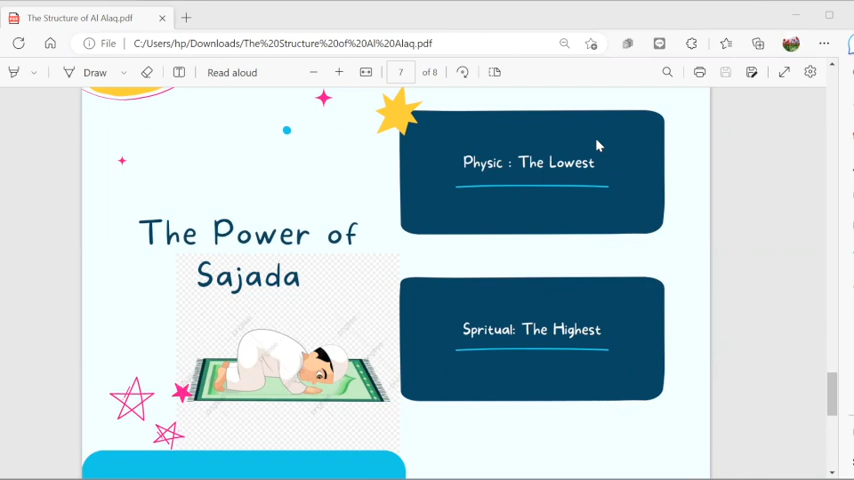 The Structure of Al Alaq.pdf
File
C:/Users/hp/Downloads/The%20Structure%20of%20Al%20Alaq.pdf
Draw
Read aloud
7
of 8
Physic : The Lowest
The Power of
Sajada
Spritual: The Highest